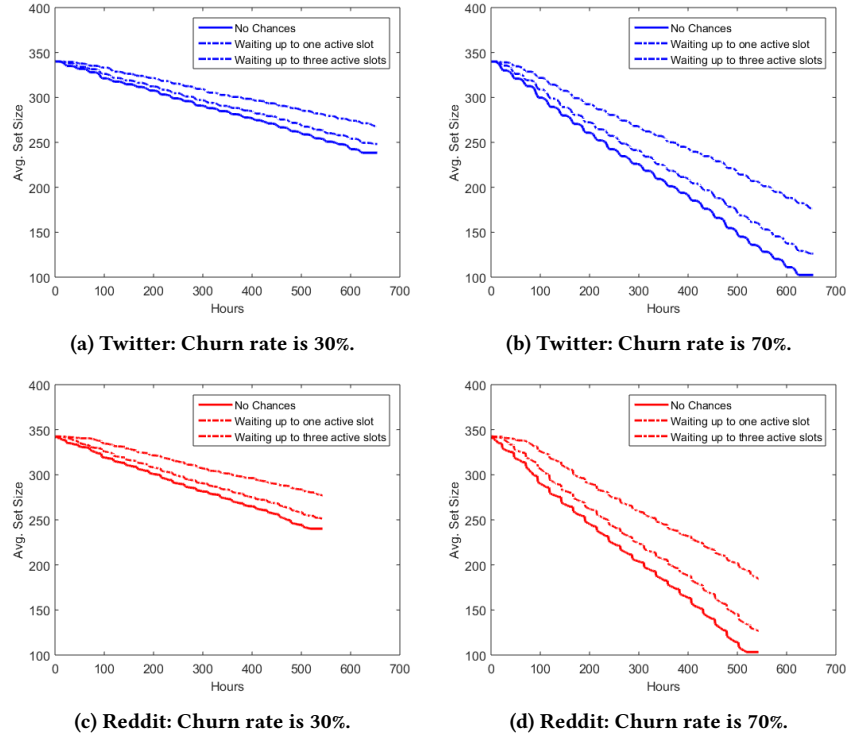 No Chances
Waiting up to one active slot
Waiting up to three active slots
400
350
300
250
200
150
100
Avg. Set Size
0 100 200 300 400 500 600 700
Hours
(a) Twitter: Churn rate is 30%.
No Chances
Waiting up to one active slot
Waiting up to three active slots
400
350
300
250
200
150
100
Avg. Set Size
0 100 200 300 400 500 600 700
Hours
(b) Twitter: Churn rate is 70%.
No Chances
Waiting up to one active slot
Waiting up to three active slots
400
350
300
250
200
150
100
Avg. Set Size
0 100 200 300 400 500 600 700
Hours
(c) Reddit: Churn rate is 30%.
No Chances
Waiting up to one active slot
Waiting up to three active slots
400
350
300
250
200
150
100
Avg. Set Size
0 100 200 300 400 500 600 700
Hours
(d) Reddit: Churn rate is 70%.